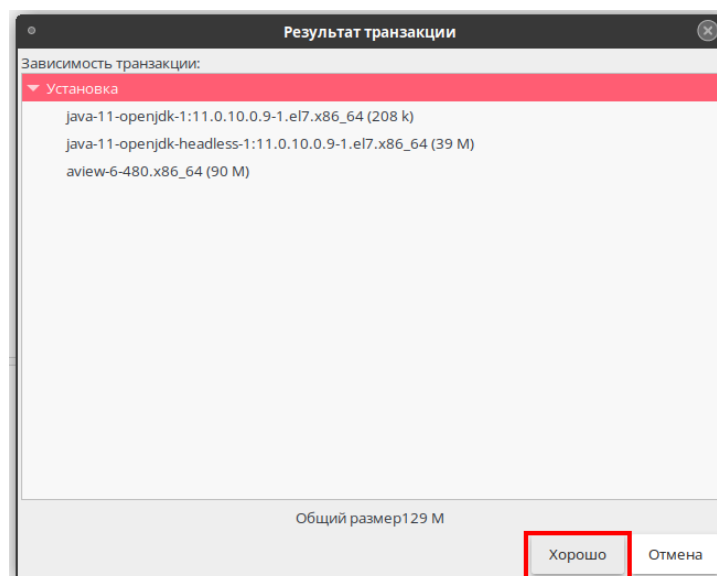 Результат транзакции
Зависимость транзакции:
Установка
java-11-openjdk-1:11.0.10.0.9-1.el7.x86_64 (208 k)
java-11-openjdk-headless-1:11.0.10.0.9-1.el7.x86_64 (39 M)
aview-6-480.x86_64 (90 M)
Общий размер129 M
Хорошо Отмена